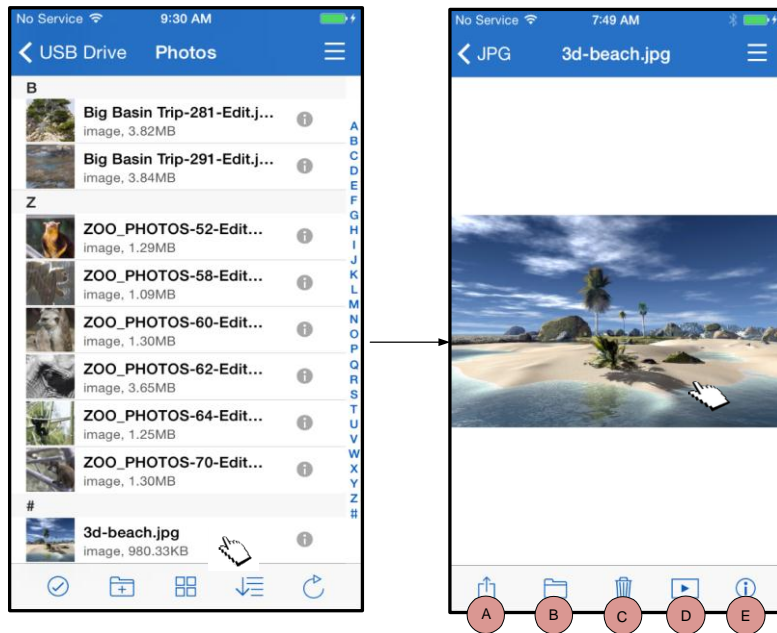 No Service 9:30 AM
USB Drive Photos
B
Big Basin Trip-281-Edit.j...
image, 3.82MB
Big Basin Trip-291-Edit.j...
image, 3.84MB
Z
ZOO_PHOTOS-52-Edit...
image, 1.29MB
ZOO_PHOTOS-58-Edit...
image, 1.09MB
ZOO_PHOTOS-60-Edit...
image, 1.30MB
ZOO_PHOTOS-62-Edit...
image, 3.65MB
ZOO_PHOTOS-64-Edit...
image, 1.25MB
ZOO_PHOTOS-70-Edit...
image, 1.30MB
#
3d-beach.jpg
image, 980.33KB
A
B
C
D
E
F
G
H
I
J
K
L
M
N
O
P
Q
R
S
T
U
V
W
X
Y
Z
#
No Service 7:49 AM
JPG 3d-beach.jpg
A B C D E